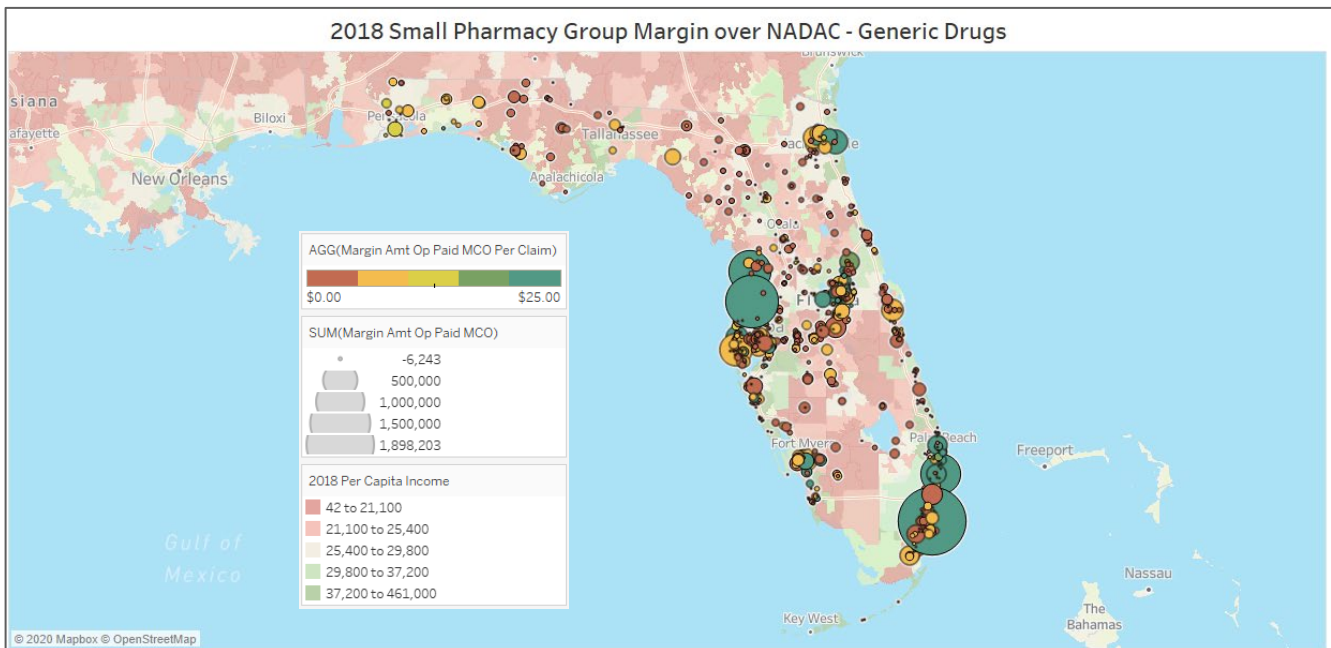 2018 Small Pharmacy Group Margin over NADAC - Generic Drugs
Brunswick
siana
Lafayette
Biloxi
Pensacola
Tallahassee
New Orleans
Apalachicola
Ocala
AGG(Margin Amt Op Paid MCO Per Claim)
$0.00 $25.00
SUM(Margin Amt Op Paid MCO)
-6,243
500,000
1,000,000
1,500,000
1,898,203
Fort Myers
Palm Beach
Freeport
2018 Per Capita Income
42 to 21,100
21,100 to 25,400
25,400 to 29,800
29,800 to 37,200
37,200 to 461,000
Gulf of
Mexico
Nassau
Key West
The
Bahamas
© 2020 Mapbox © OpenStreetMap